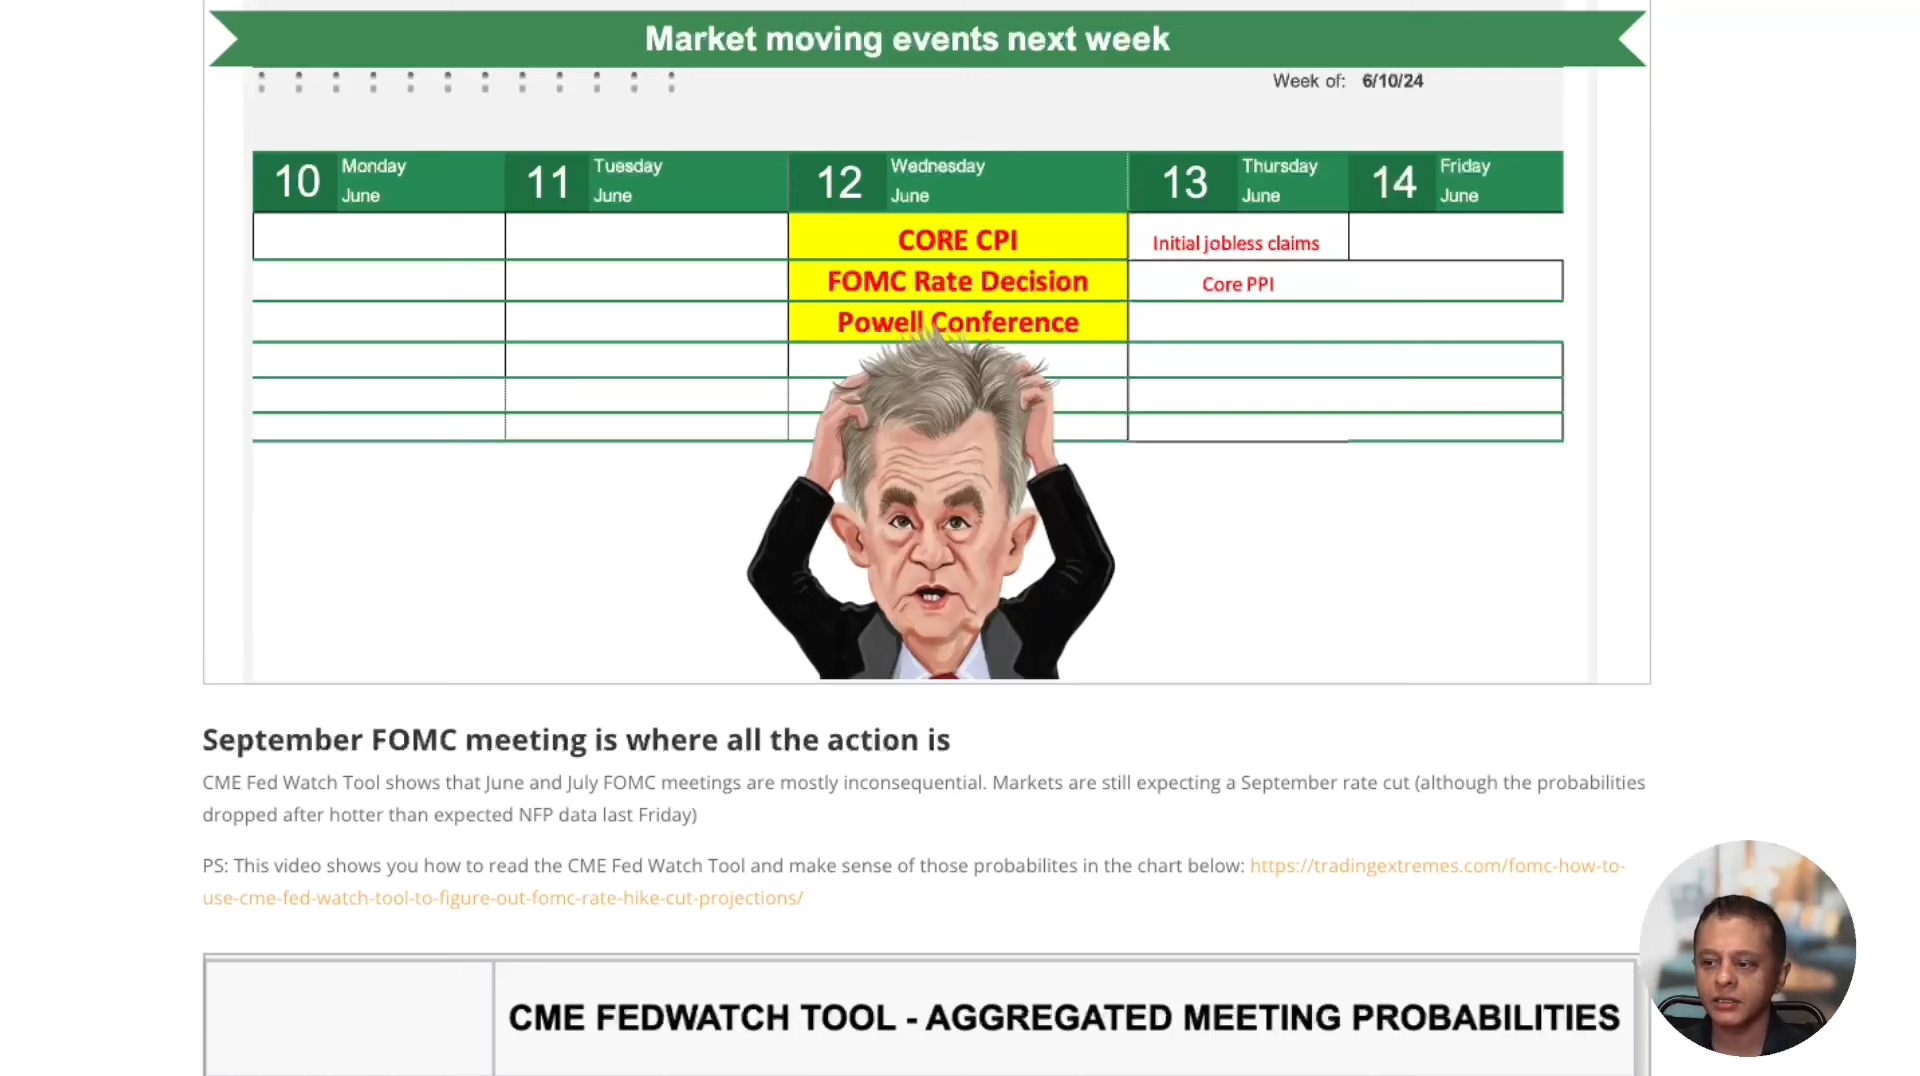 Market moving events next week
Week of: 6/10/24
10 Monday June 11 Tuesday June 12 Wednesday June 13 Thursday June 14 Friday June
CORE CPI Initial jobless claims
FOMC Rate Decision Core PPI
Powell Conference
September FOMC meeting is where all the action is
CME Fed Watch Tool shows that June and July FOMC meetings are mostly inconsequential. Markets are still expecting a September rate cut (although the probabilities
dropped after hotter than expected NFP data last Friday)
PS: This video shows you how to read the CME Fed Watch Tool and make sense of those probabilites in the chart below: https://tradingextremes.com/fomc-how-to-
use-cme-fed-watch-tool-to-figure-out-fomc-rate-hike-cut-projections/
CME FEDWATCH TOOL - AGGREGATED MEETING PROBABILITIES